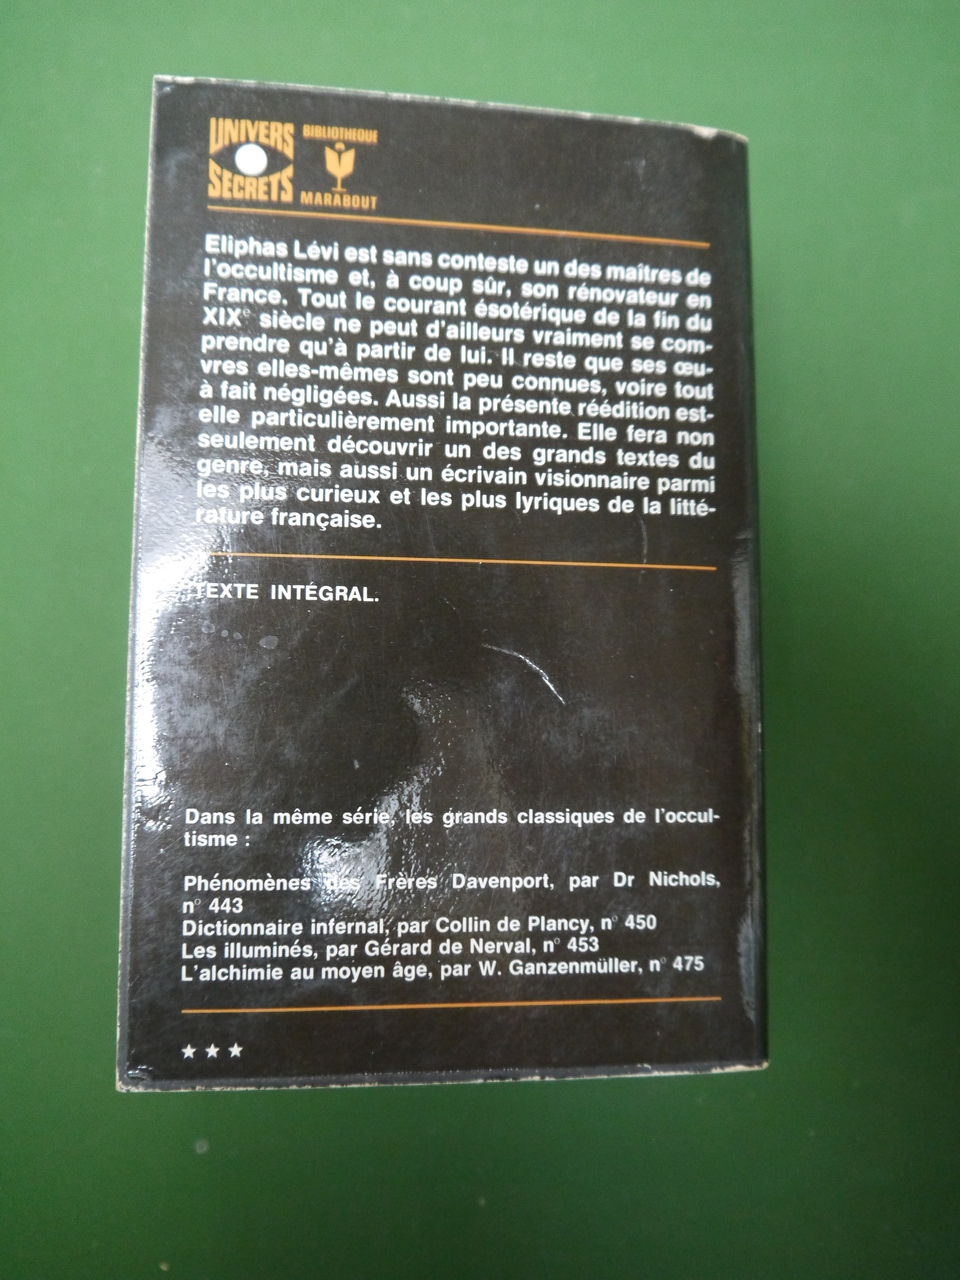 UNIVERS
SECRETS
BIBLIOTHEQUE
MARABOUT
Eliphas Lévi est sans conteste un des maîtres de
l'occultisme et, à coup sûr, son rénovateur en
France. Tout le courant ésotérique de la fin du
XIXe siècle ne peut d'ailleurs vraiment se com-
prendre qu'à partir de lui. Il reste que ses œu-
vres elles-mêmes sont peu connues, voire tout
à fait négligées. Aussi la présente réédition est-
elle particulièrement importante. Elle fera non
seulement découvrir un des grands textes du
genre, mais aussi un écrivain visionnaire parmi
les plus curieux et les plus lyriques de la litté-
rature française.
TEXTE INTÉGRAL.
Dans la même série, les grands classiques de l'occul-
tisme :
Phénomènes des Frères Davenport, par Dr Nichols,
n° 443
Dictionnaire infernal, par Collin de Plancy, n° 450
Les illuminés, par Gérard de Nerval, n° 453
L'alchimie au moyen âge, par W. Ganzenmüller, n° 475
★ ★ ★